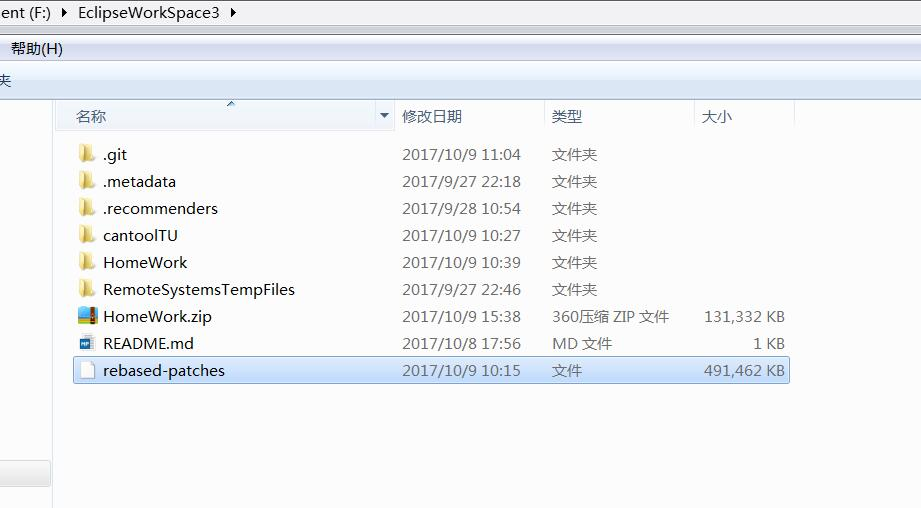 ent (F:) ▸ EclipseWorkSpace3 ▸
帮助(H)
夹
名称 修改日期 类型 大小
.git 2017/10/9 11:04 文件夹
.metadata 2017/9/27 22:18 文件夹
.recommenders 2017/9/28 10:54 文件夹
cantoolTU 2017/10/9 10:27 文件夹
HomeWork 2017/10/9 10:39 文件夹
RemoteSystemsTempFiles 2017/9/27 22:46 文件夹
HomeWork.zip 2017/10/9 15:38 360压缩 ZIP 文件 131,332 KB
README.md 2017/10/8 17:56 MD 文件 1 KB
rebased-patches 2017/10/9 10:15 文件 491,462 KB